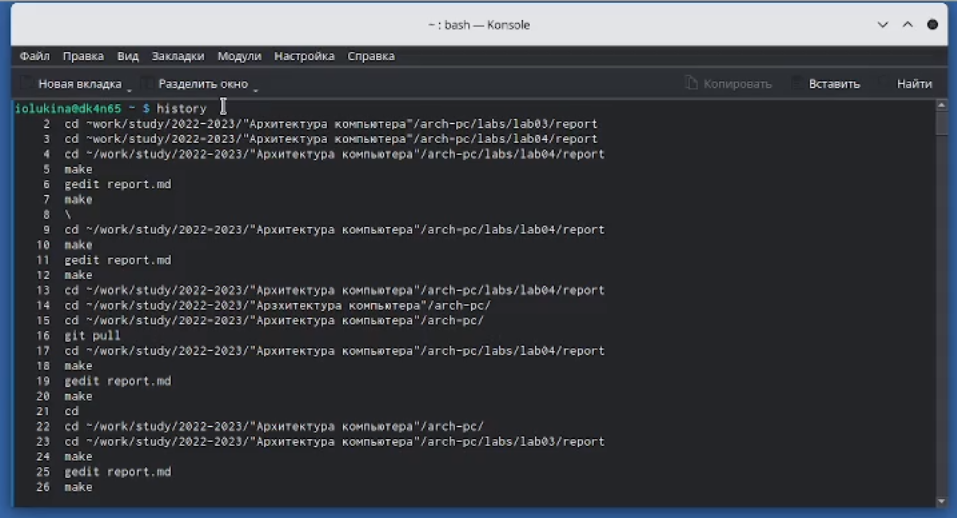 ~ : bash — Konsole
Файл Правка Вид Закладки Модули Настройка Справка
Новая вкладка Разделить окно Копировать Вставить Найти
iolukina@dk4n65 ~ $ history
2 cd ~work/study/2022-2023/"Архитектура компьютера"/arch-pc/labs/lab03/report
3 cd ~work/study/2022=2023/"Архитектура компьютера"/arch-pc/labs/lab04/report
4 cd ~/work/study/2022-2023/"Архитектура компьютера"/arch-pc/labs/lab04/report
5 make
6 gedit report.md
7 make
8 \
9 cd ~/work/study/2022-2023/"Архитектура компьютера"/arch-pc/labs/lab04/report
10 make
11 gedit report.md
12 make
13 cd ~/work/study/2022-2023/"Архитектура компьютера"/arch-pc/labs/lab04/report
14 cd ~/work/study/2022-2023/"Арзхитектура компьютера"/arch-pc/
15 cd ~/work/study/2022-2023/"Архитектура компьютера"/arch-pc/
16 git pull
17 cd ~/work/study/2022-2023/"Архитектура компьютера"/arch-pc/labs/lab04/report
18 make
19 gedit report.md
20 make
21 cd
22 cd ~/work/study/2022-2023/"Архитектура компьютера"/arch-pc/
23 cd ~/work/study/2022-2023/"Архитектура компьютера"/arch-pc/labs/lab03/report
24 make
25 gedit report.md
26 make